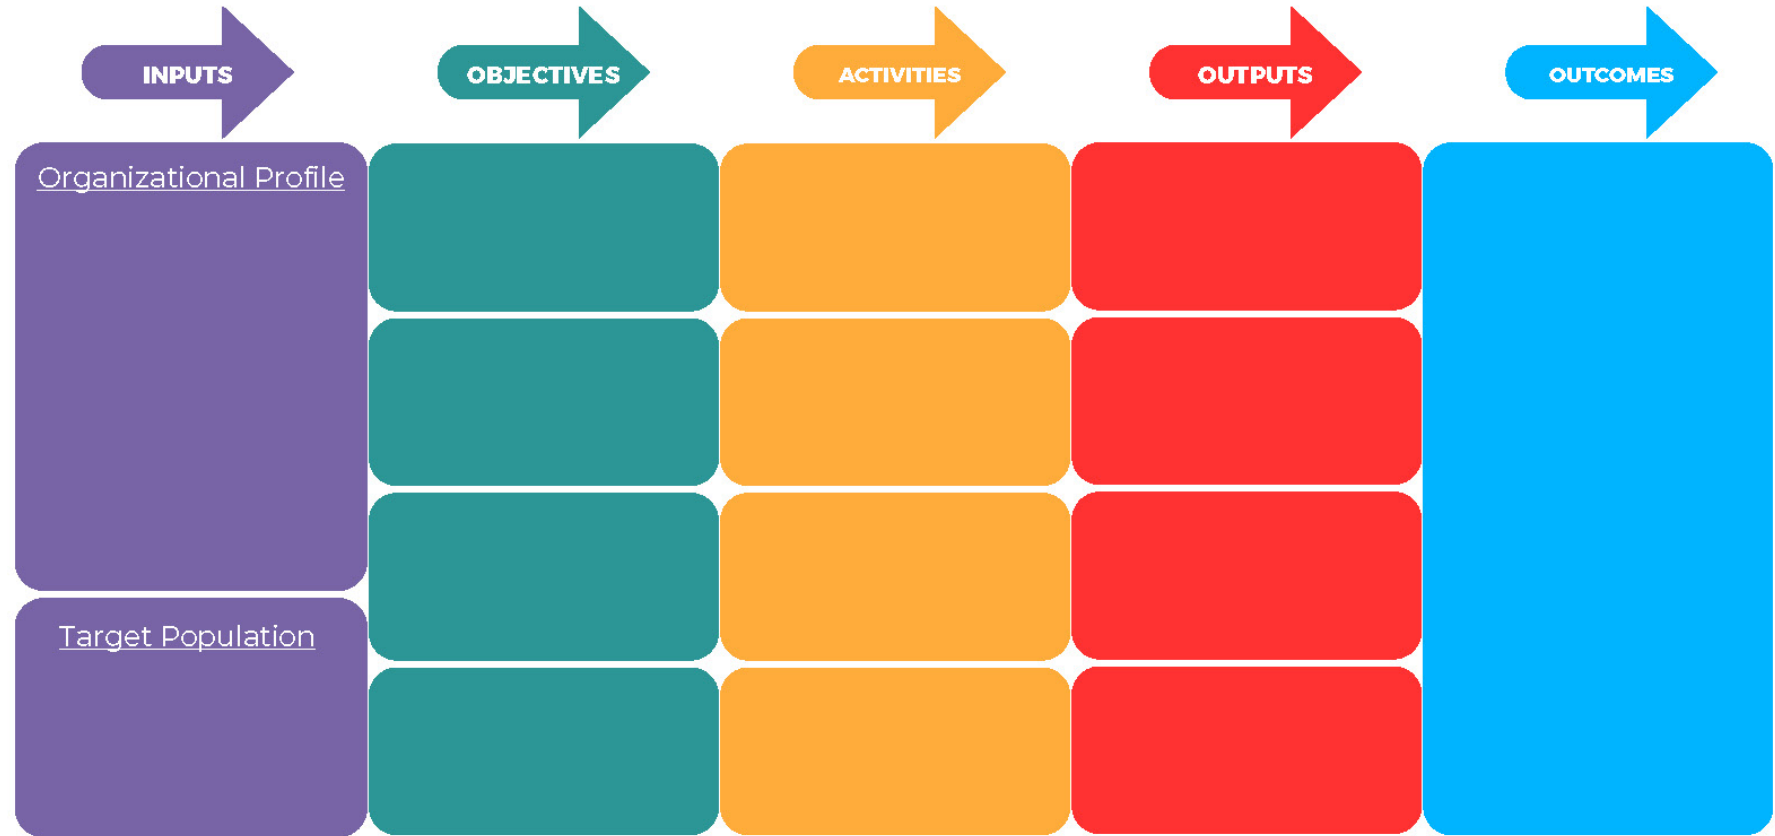 INPUTS
OBJECTIVES
ACTIVITIES
OUTPUTS
OUTCOMES
Organizational Profile
Target Population